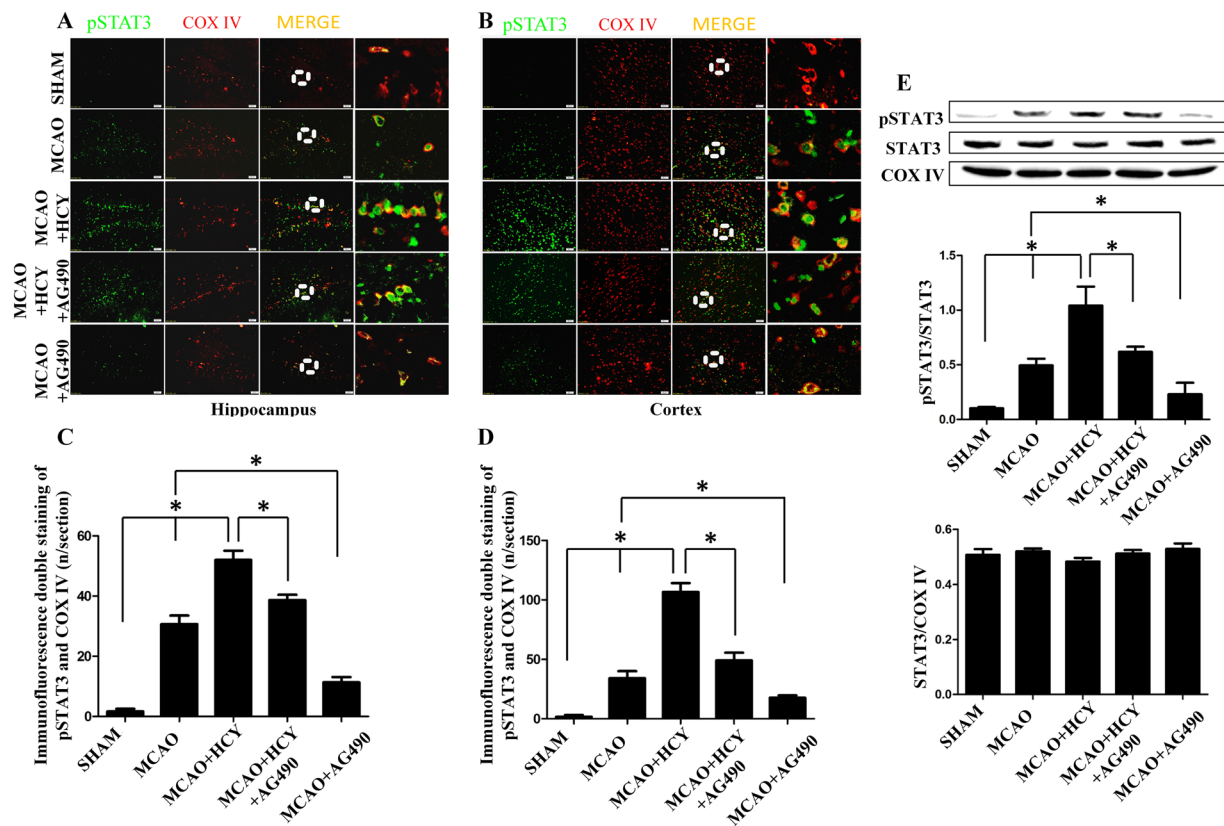 A
pSTAT3 COX IV MERGE
SHAM
MCAO
MCAO
+HCY
MCAO
+HCY
+AG490
MCAO
+AG490
Hippocampus
B
pSTAT3 COX IV MERGE
Cortex
C
Immunofluorescence double staining of
pSTAT3 and COX IV (n/section)
60
40
20
0
* * *
SHAM
MCAO
MCAO+HCY
MCAO+HCY
+AG490
MCAO+AG490
D
Immunofluorescence double staining of
pSTAT3 and COX IV (n/section)
150
100
50
0
* * *
SHAM
MCAO
MCAO+HCY
MCAO+HCY
+AG490
MCAO+AG490
E
pSTAT3
STAT3
COX IV
pSTAT3/STAT3
1.5
1.0
0.5
0.0
* * *
SHAM
MCAO
MCAO+HCY
MCAO+HCY
+AG490
MCAO+AG490
STAT3/COX IV
0.6
0.4
0.2
0.0
SHAM
MCAO
MCAO+HCY
MCAO+HCY
+AG490
MCAO+AG490